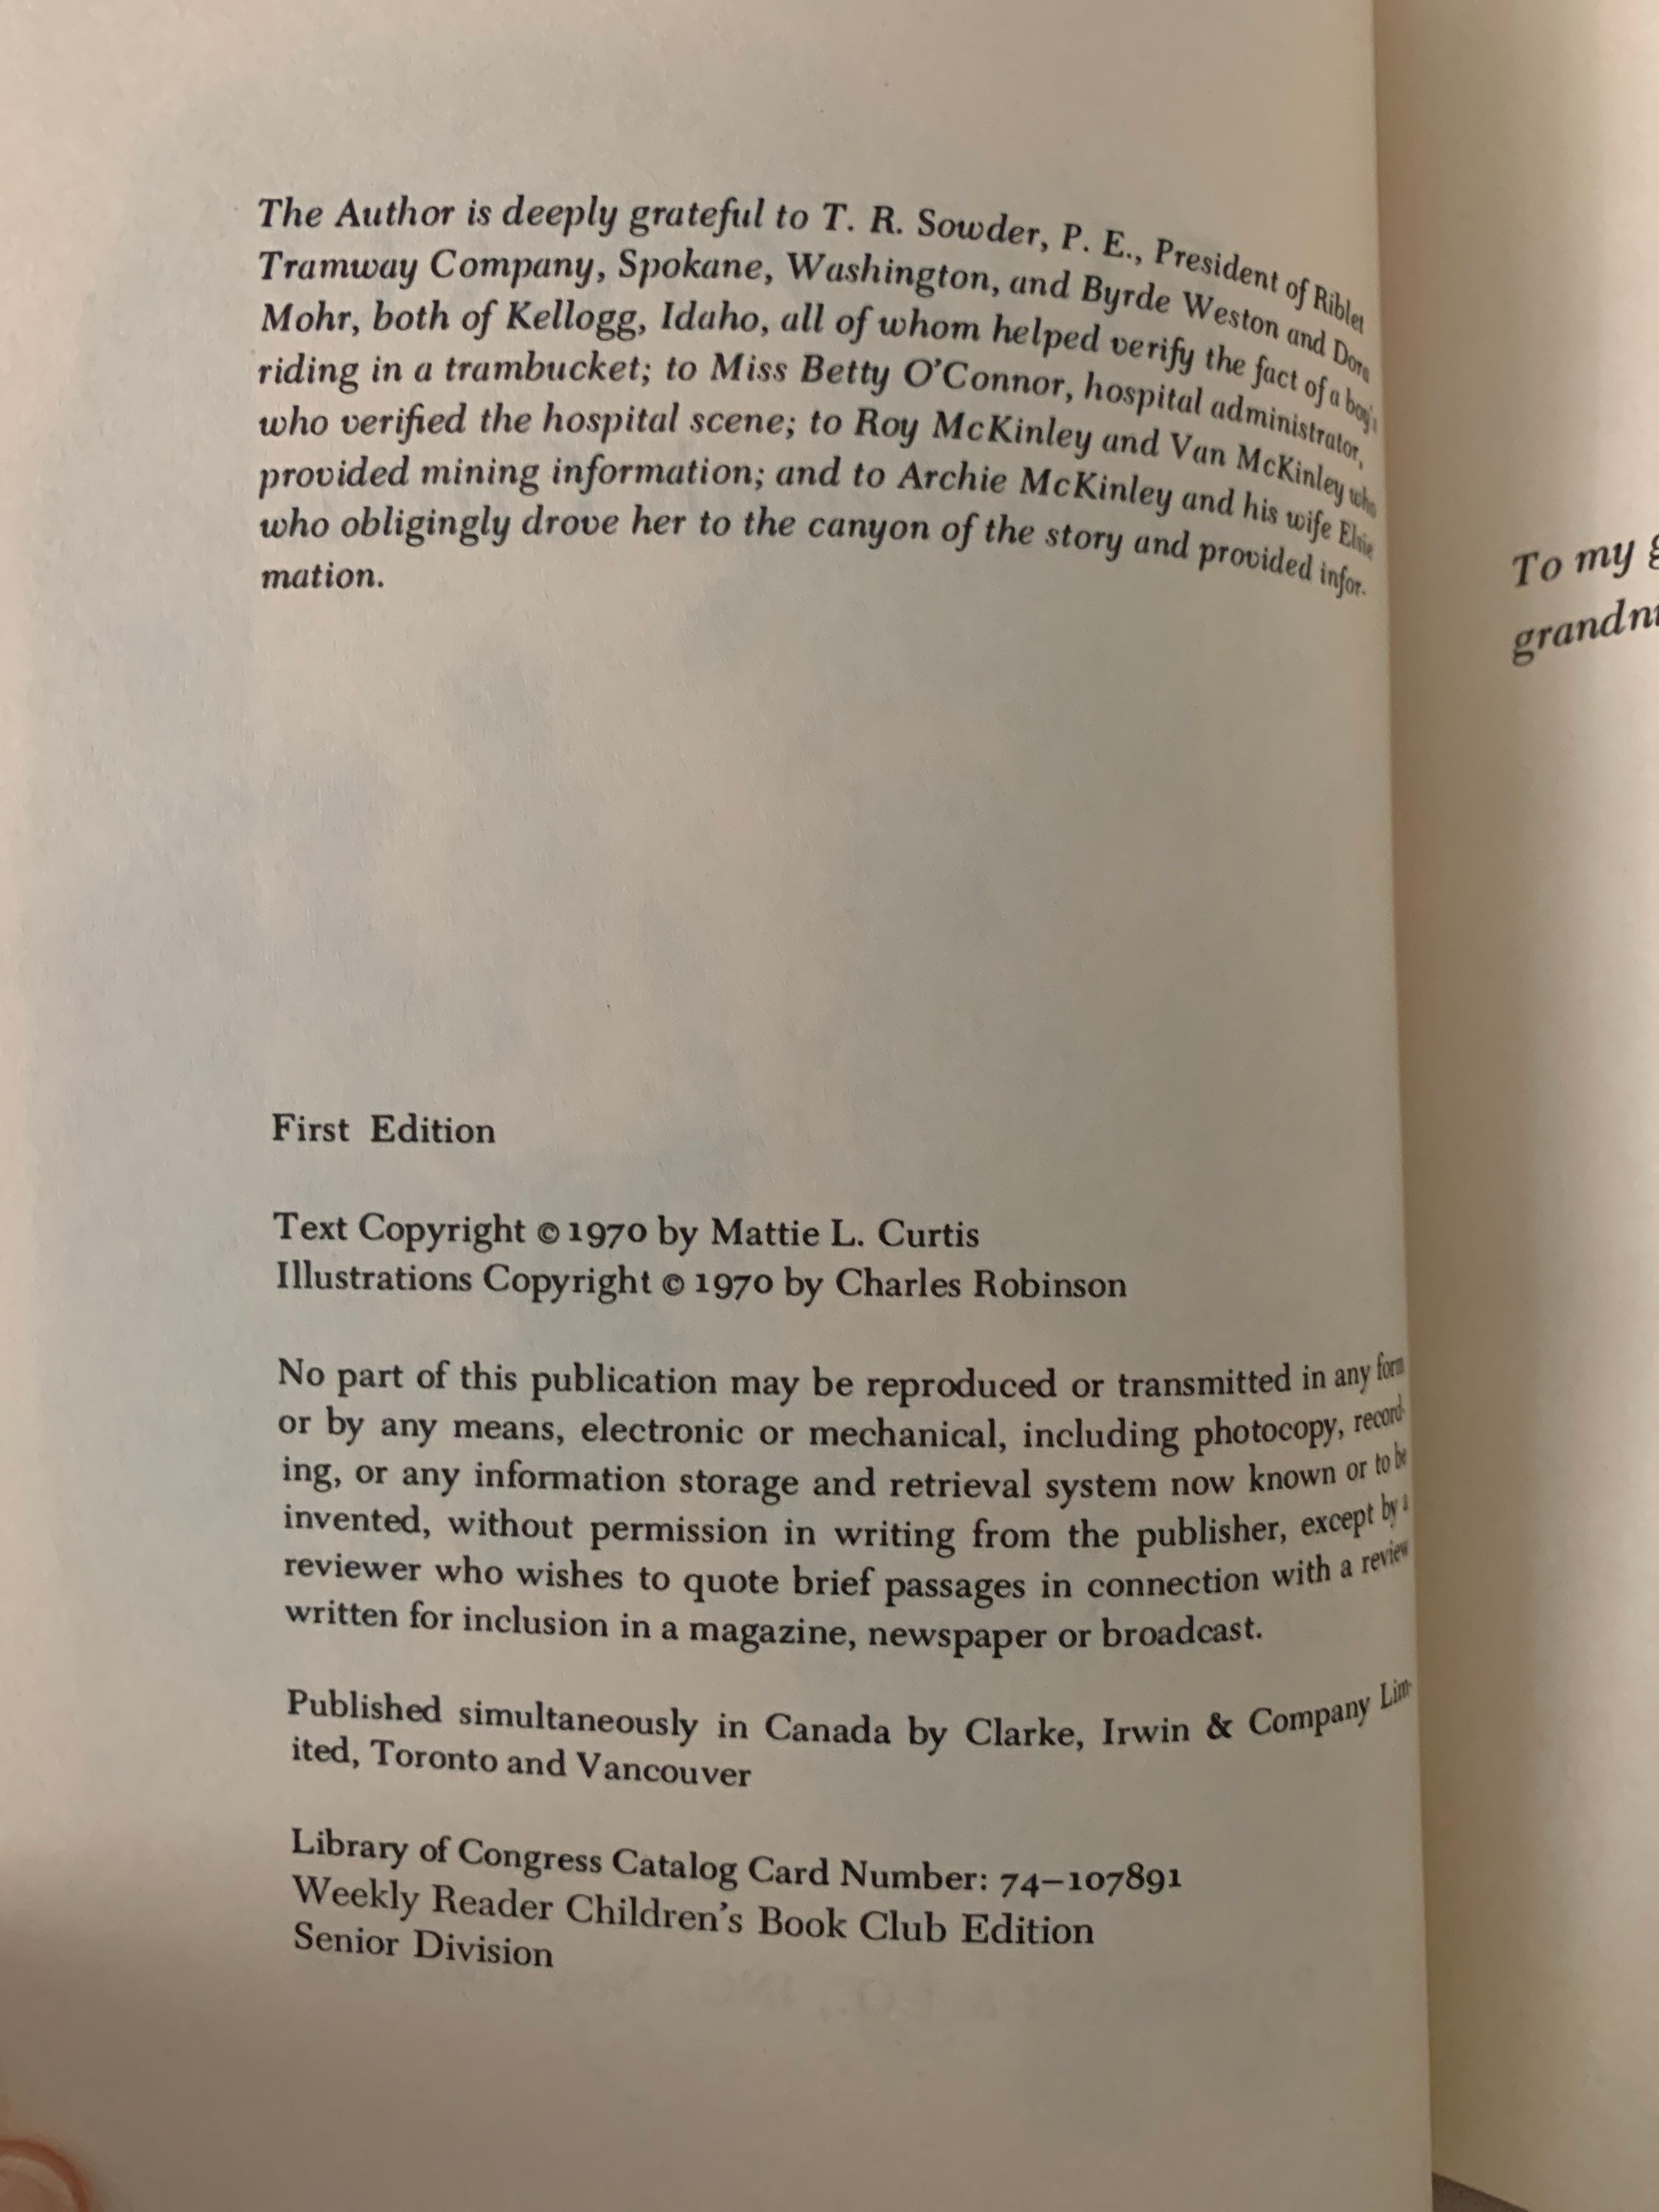 The Author is deeply grateful to T. R. Sowder, P. E., President of Riblet
Tramway Company, Spokane, Washington, and Byrde Weston and Dora
Mohr, both of Kellogg, Idaho, all of whom helped verify the fact of a boy's
riding in a trambucket; to Miss Betty O'Connor, hospital administrator,
who verified the hospital scene; to Roy McKinley and Van McKinley who
provided mining information; and to Archie McKinley and his wife Elsie
who obligingly drove her to the canyon of the story and provided infor-
mation.
First Edition
Text Copyright © 1970 by Mattie L. Curtis
Illustrations Copyright © 1970 by Charles Robinson
No part of this publication may be reproduced or transmitted in any form
or by any means, electronic or mechanical, including photocopy, record-
ing, or any information storage and retrieval system now known or to be
invented, without permission in writing from the publisher, except by a
reviewer who wishes to quote brief passages in connection with a review
written for inclusion in a magazine, newspaper or broadcast.
Published simultaneously in Canada by Clarke, Irwin & Company Lim-
ited, Toronto and Vancouver
Library of Congress Catalog Card Number: 74–107891
Weekly Reader Children's Book Club Edition
Senior Division
To my